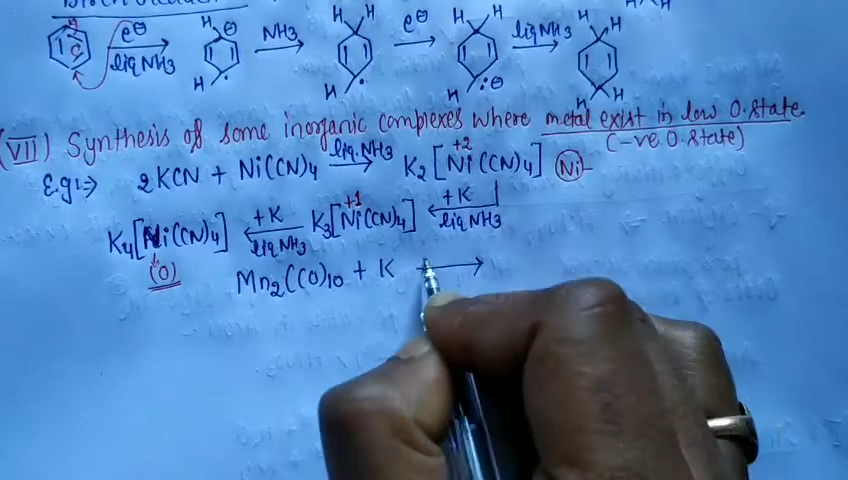 H e⊖ liq NH3 H ⊖ H NH3 H H H e⊖ H H H :⊖ liq NH3 H H H H
(VII) Synthesis of some inorganic complexes where metal exist in low O.state.
(-ve O.state)
E.g:-> 2KCN + Ni(CN)4 liq.NH3 → K2[Ni(CN)4] +2 (Ni)-
K4[Ni(CN)4] ← +K liq NH3 K3[Ni(CN)4] +1 ← +K liq NH3
(0)
Mn2(CO)10 + K →